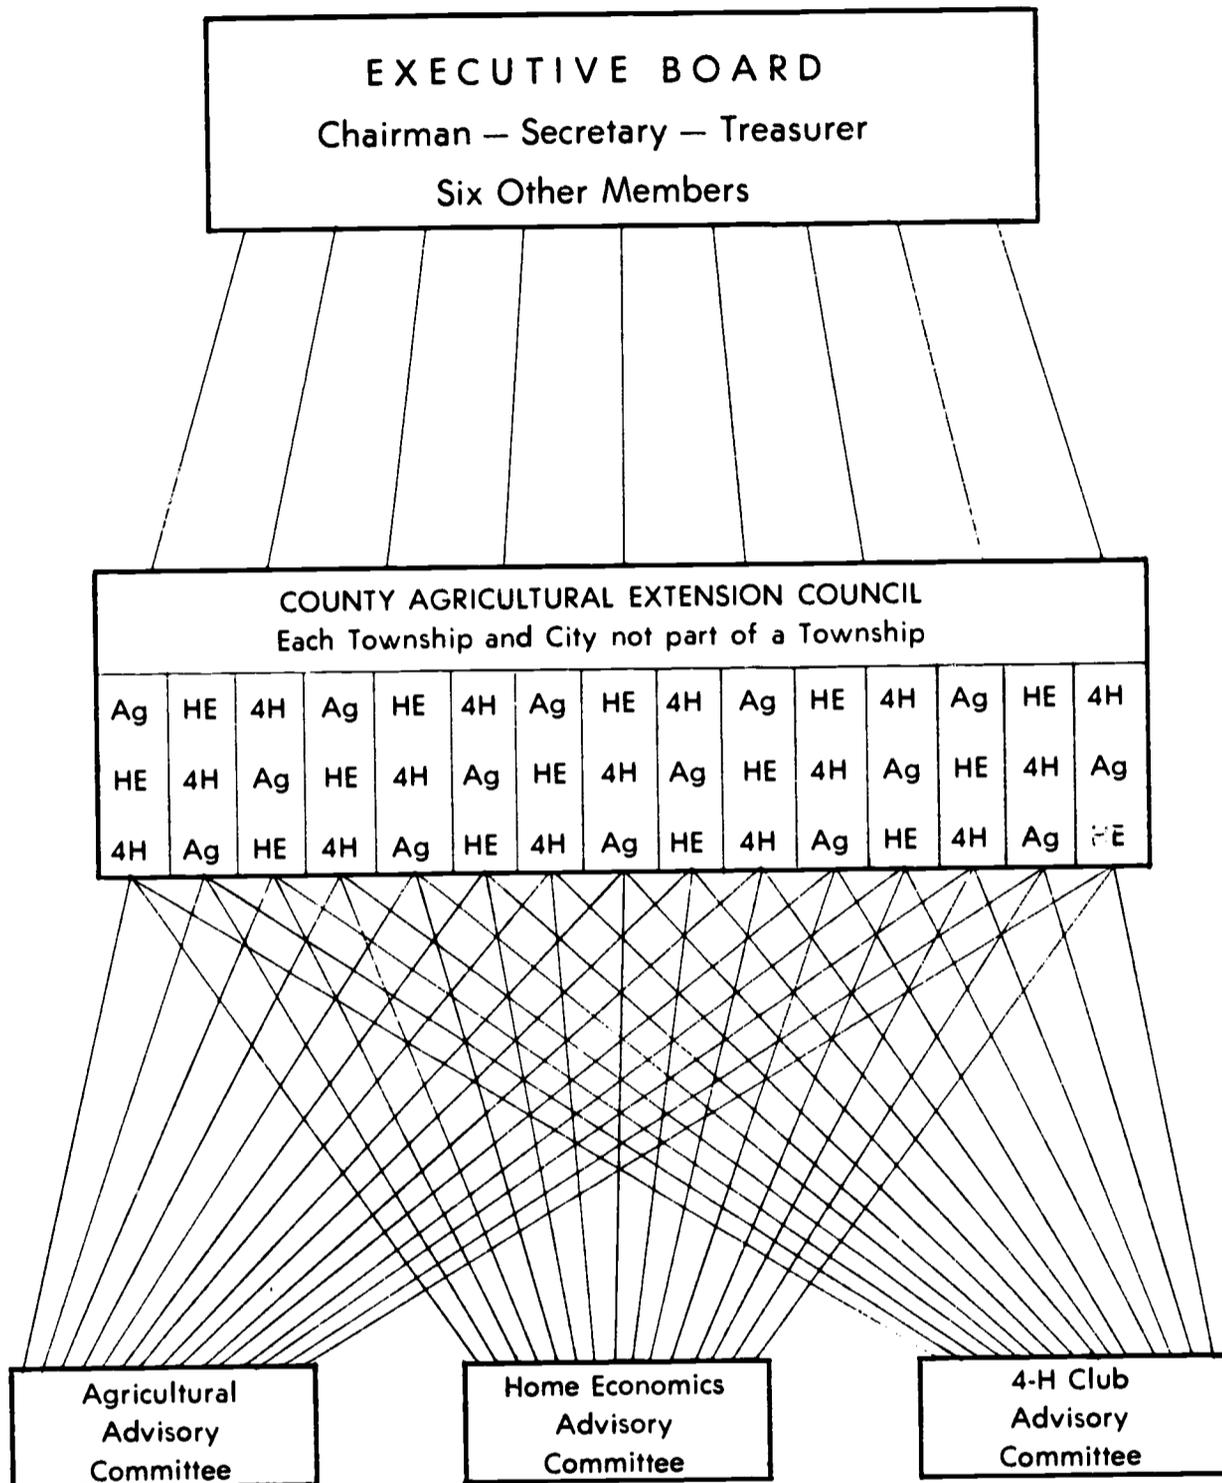 EXECUTIVE BOARD
Chairman — Secretary — Treasurer
Six Other Members
COUNTY AGRICULTURAL EXTENSION COUNCIL
Each Township and City not part of a Township
Ag HE 4H Ag HE 4H Ag HE 4H Ag HE 4H Ag HE 4H
HE 4H Ag HE 4H Ag HE 4H Ag HE 4H Ag HE 4H Ag
4H Ag HE 4H Ag HE 4H Ag HE 4H Ag HE 4H Ag HE
Agricultural
Advisory
Committee
Home Economics
Advisory
Committee
4-H Club
Advisory
Committee